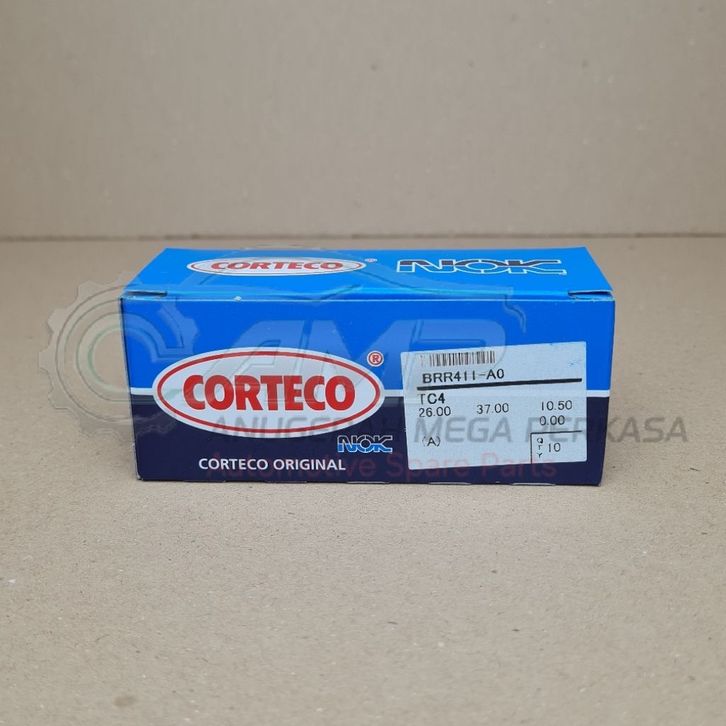 CORTECO® NOK
CORTECO®
NOK
CORTECO ORIGINAL
BRR411-A0
TC4
26.00 37.00 10.50
0.00
(A)
QTY 10
AMP
ANUGERAH MEGA PERKASA
Automotive Spare Parts